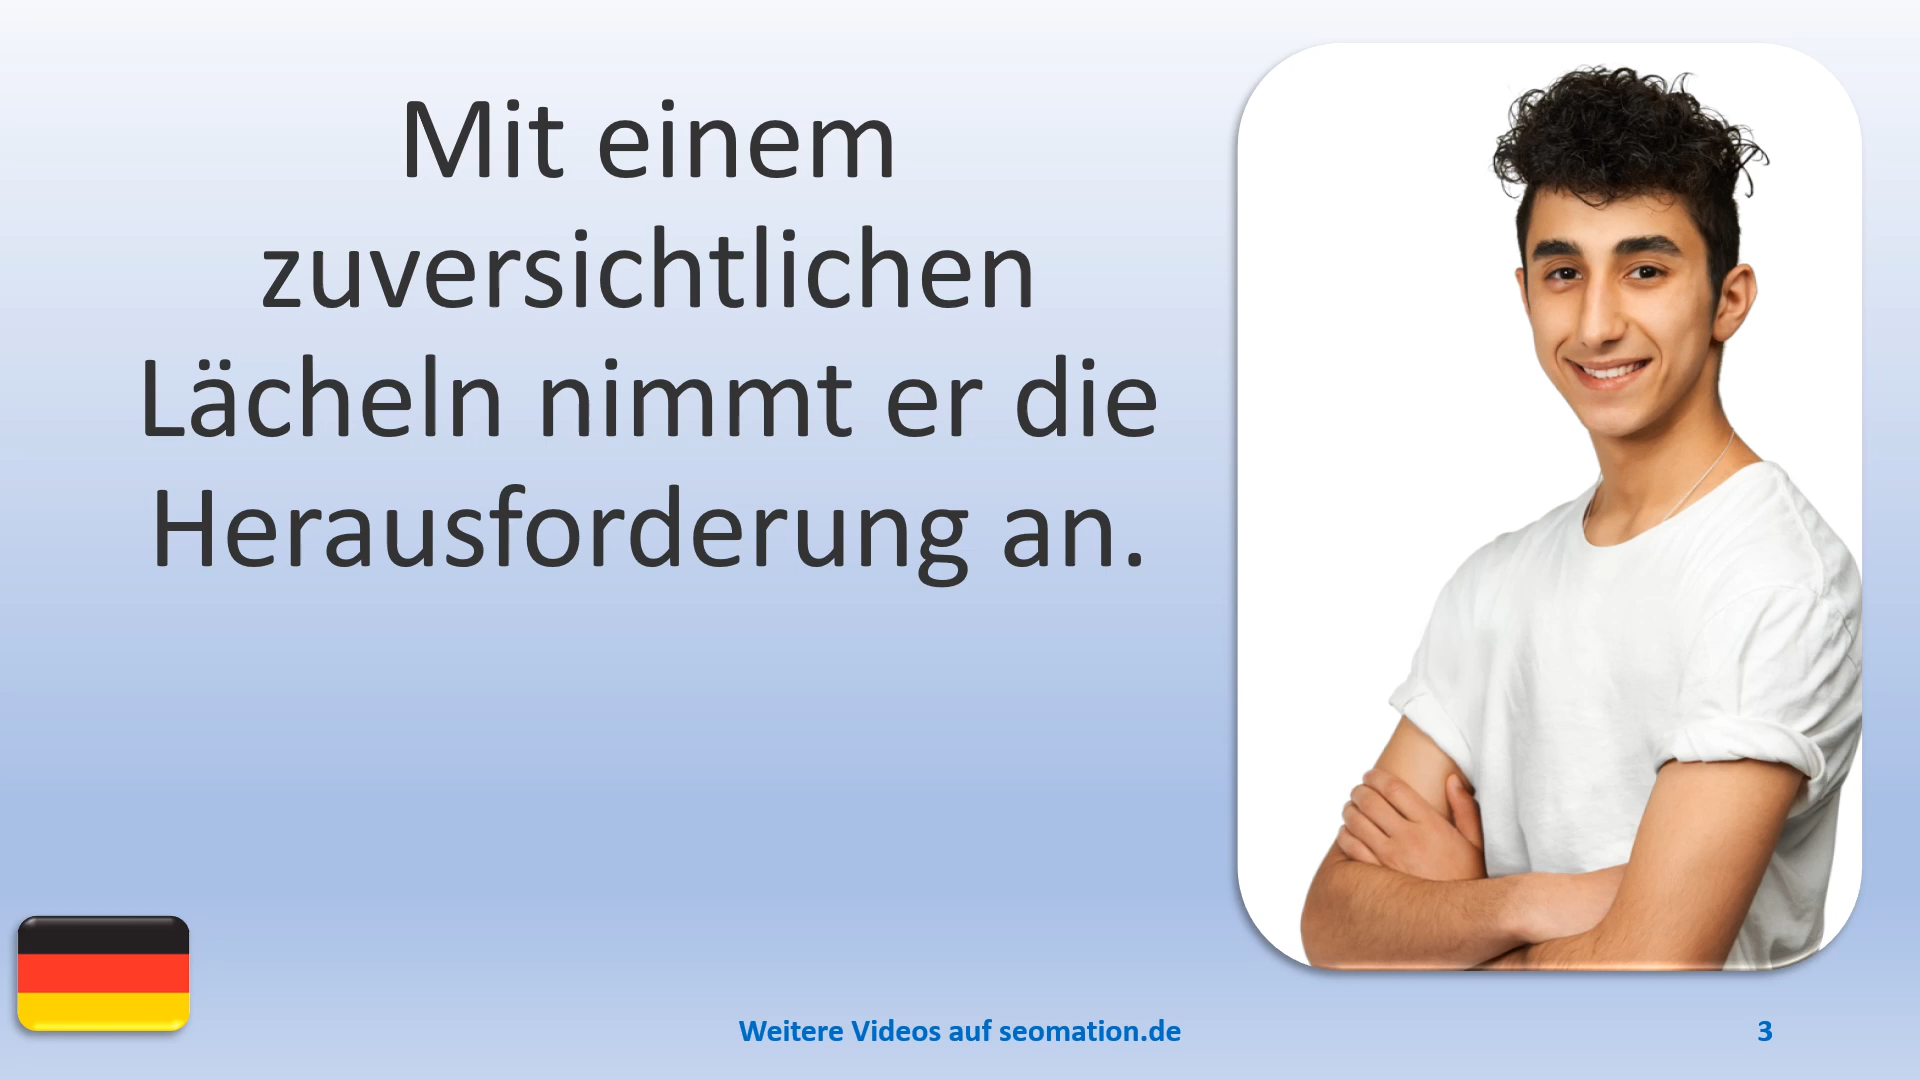 Mit einem
zuversichtlichen
Lächeln nimmt er die
Herausforderung an.
Weitere Videos auf seomation.de
3